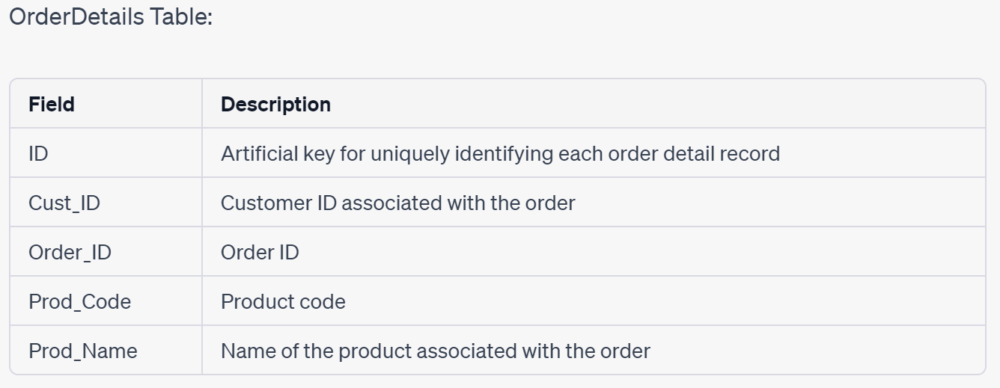 OrderDetails Table:
Field Description
ID Artificial key for uniquely identifying each order detail record
Cust_ID Customer ID associated with the order
Order_ID Order ID
Prod_Code Product code
Prod_Name Name of the product associated with the order